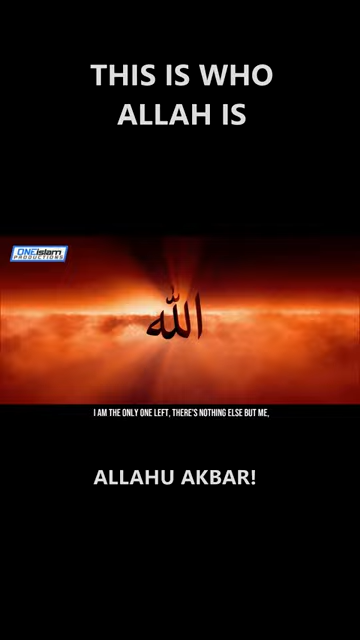 THIS IS WHO
ALLAH IS
ONEislam
PRODUCTIONS
الله
I AM THE ONLY ONE LEFT, THERE'S NOTHING ELSE BUT ME,
ALLAHU AKBAR!